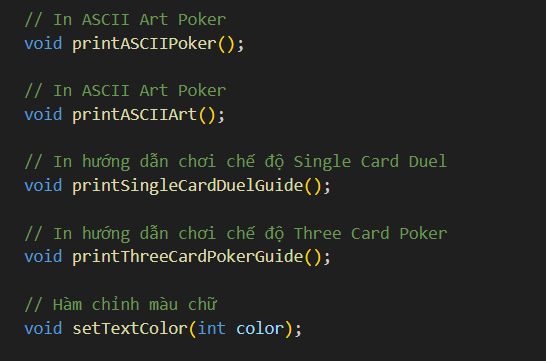 // In ASCII Art Poker
void printASCIIPoker();
// In ASCII Art Poker
void printASCIIArt();
// In hướng dẫn chơi chế độ Single Card Duel
void printSingleCardDuelGuide();
// In hướng dẫn chơi chế độ Three Card Poker
void printThreeCardPokerGuide();
// Hàm chỉnh màu chữ
void setTextColor(int color);